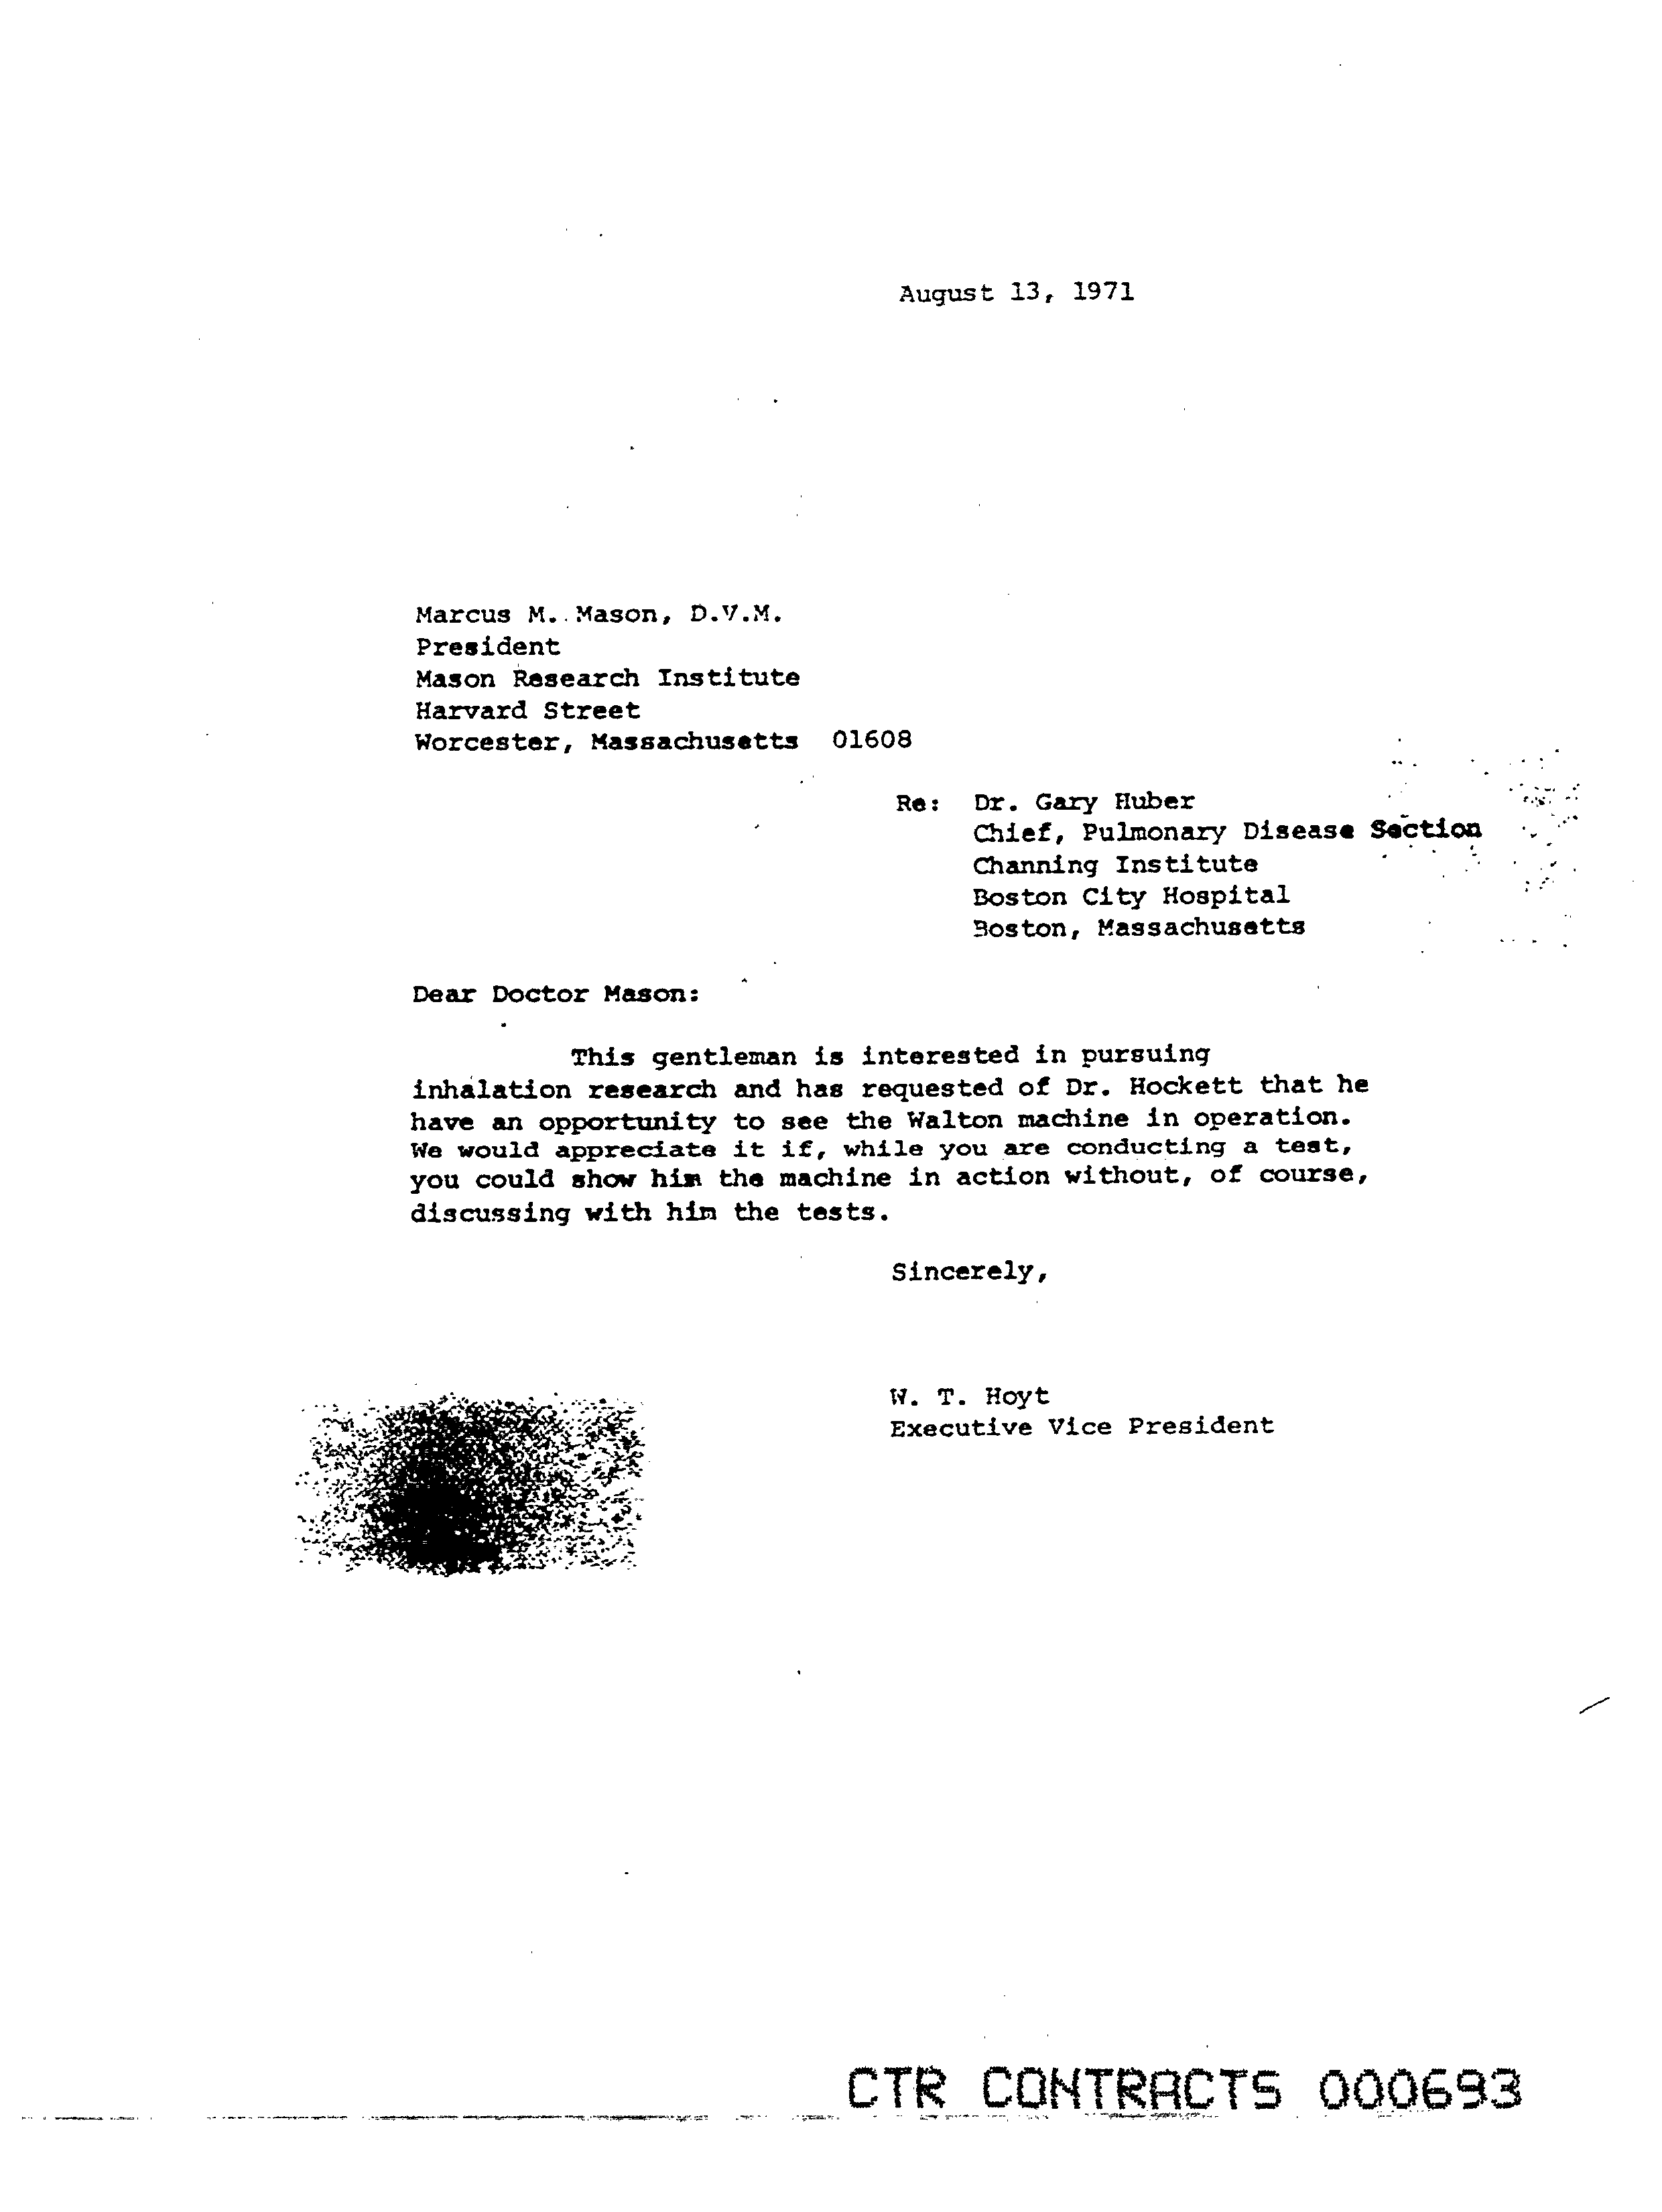 August 13, 1971
Marcus M. Mason, D.V.M.
President
Mason Research Institute
Harvard Street
Worcester, Massachusetts 01608
Re: Dr. Gary Huber
Chief, Pulmonary Disease Section
Channing Institute
Boston City Hospital
Boston, Massachusetts
Dear Doctor Mason:
This gentleman is interested in pursuing
inhalation research and has requested of Dr. Hockett that he
have an opportunity to see the Walton machine in operation.
We would appreciate it if, while you are conducting a test,
you could show him the machine in action without, of course,
discussing with him the tests.
Sincerely,
W. T. Hoyt
Executive Vice President
CTR CONTRACTS 000693